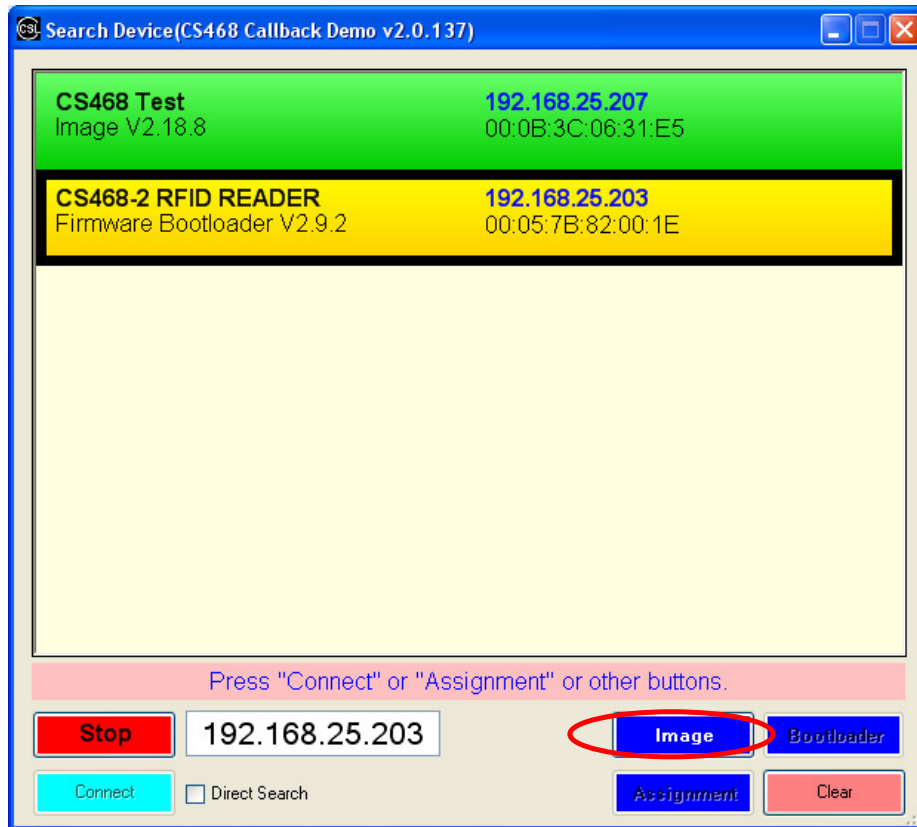 CSL Search Device(CS468 Callback Demo v2.0.137)
CS468 Test 192.168.25.207
Image V2.18.8 00:0B:3C:06:31:E5
CS468-2 RFID READER 192.168.25.203
Firmware Bootloader V2.9.2 00:05:7B:82:00:1E
Press "Connect" or "Assignment" or other buttons.
Stop 192.168.25.203 Image Bootloader
Connect Direct Search Assignment Clear